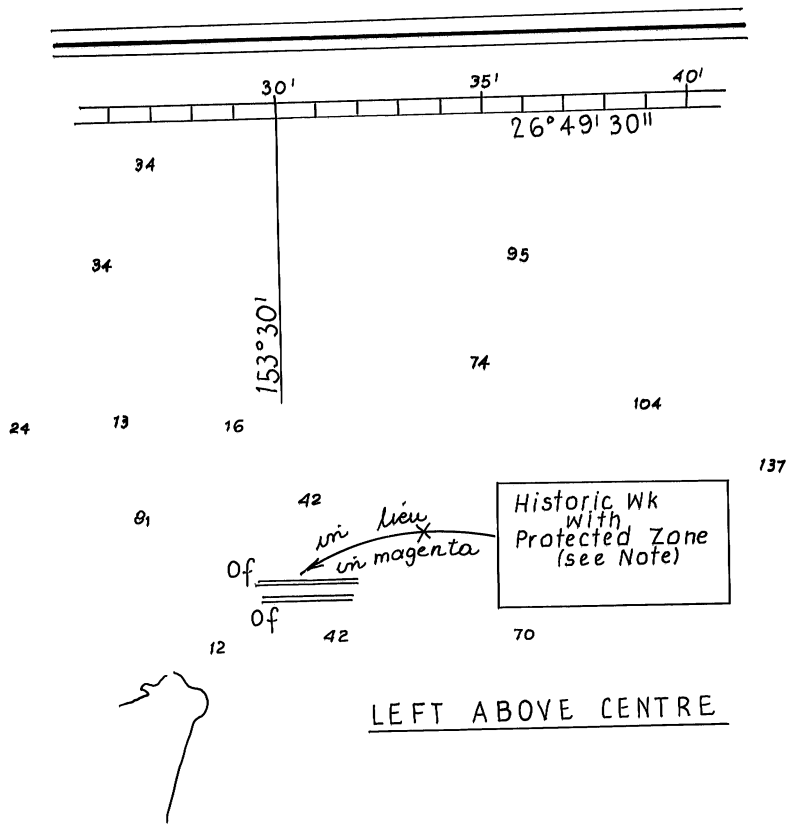 30' 35' 40'
26°49' 30"
34
34
95
153°30'
74
104
24 13 16
137
42
8₁
Historic Wk
with
Protected Zone
(see Note)
in lieu
in magenta
Of
Of
12 42 70
LEFT ABOVE CENTRE